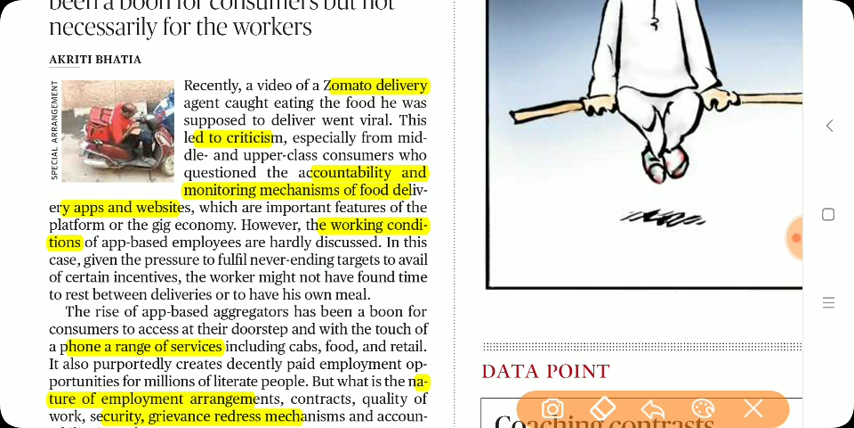 been a boon for consumers but not
necessarily for the workers
AKRITI BHATIA
SPECIAL ARRANGEMENT
Recently, a video of a Zomato delivery
agent caught eating the food he was
supposed to deliver went viral. This
led to criticism, especially from mid-
dle- and upper-class consumers who
questioned the accountability and
monitoring mechanisms of food deliv-
ery apps and websites, which are important features of the
platform or the gig economy. However, the working condi-
tions of app-based employees are hardly discussed. In this
case, given the pressure to fulfil never-ending targets to avail
of certain incentives, the worker might not have found time
to rest between deliveries or to have his own meal.
The rise of app-based aggregators has been a boon for
consumers to access at their doorstep and with the touch of
a phone a range of services including cabs, food, and retail.
It also purportedly creates decently paid employment op-
portunities for millions of literate people. But what is the na-
ture of employment arrangements, contracts, quality of
work, security, grievance redress mechanisms and accoun-
DATA POINT
Coaching contrasts